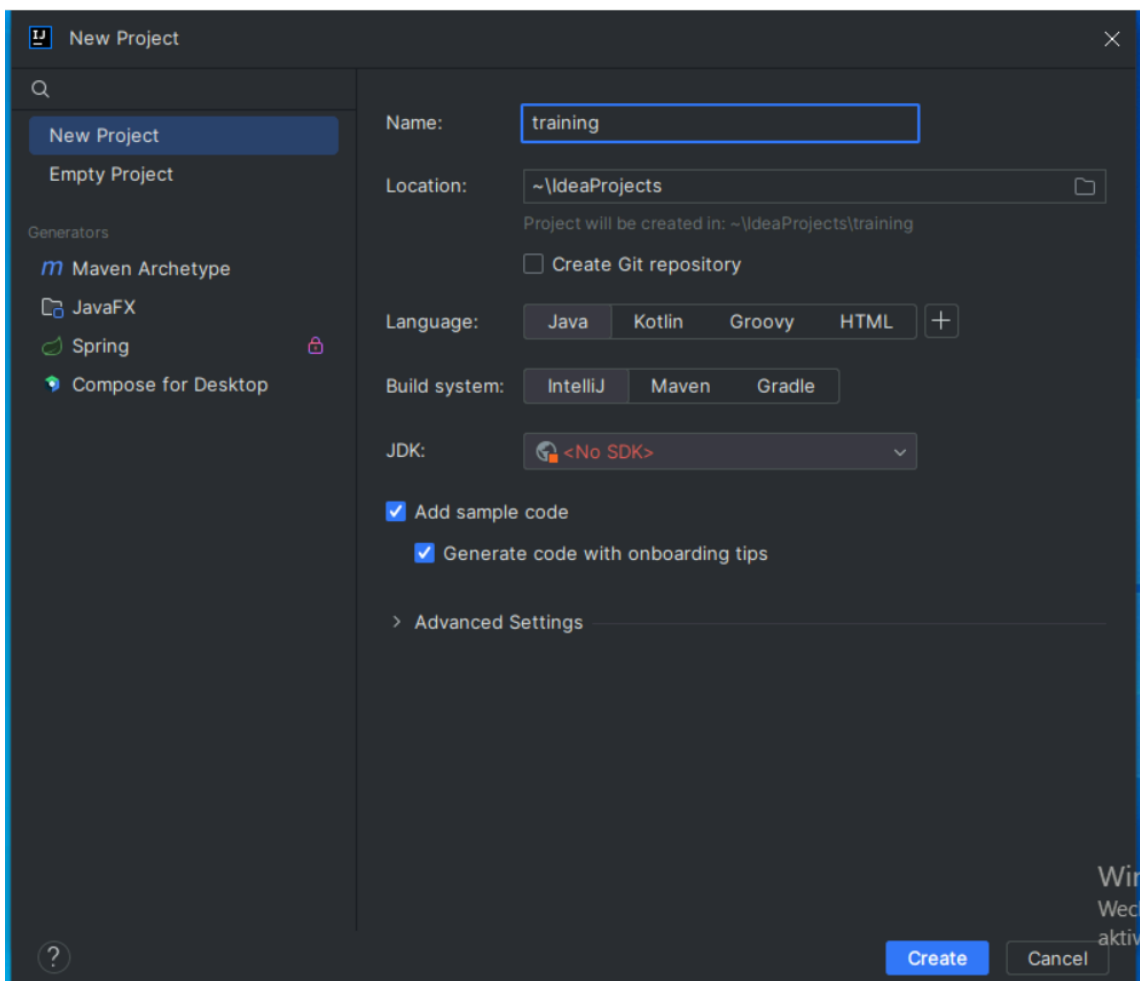 New Project
New Project
Empty Project
Generators
Maven Archetype
JavaFX
Spring
Compose for Desktop
Name: training
Location: ~\IdeaProjects
Project will be created in: ~\IdeaProjects\training
Create Git repository
Language: Java Kotlin Groovy HTML
Build system: IntelliJ Maven Gradle
JDK: <No SDK>
Add sample code
Generate code with onboarding tips
Advanced Settings
? Create Cancel